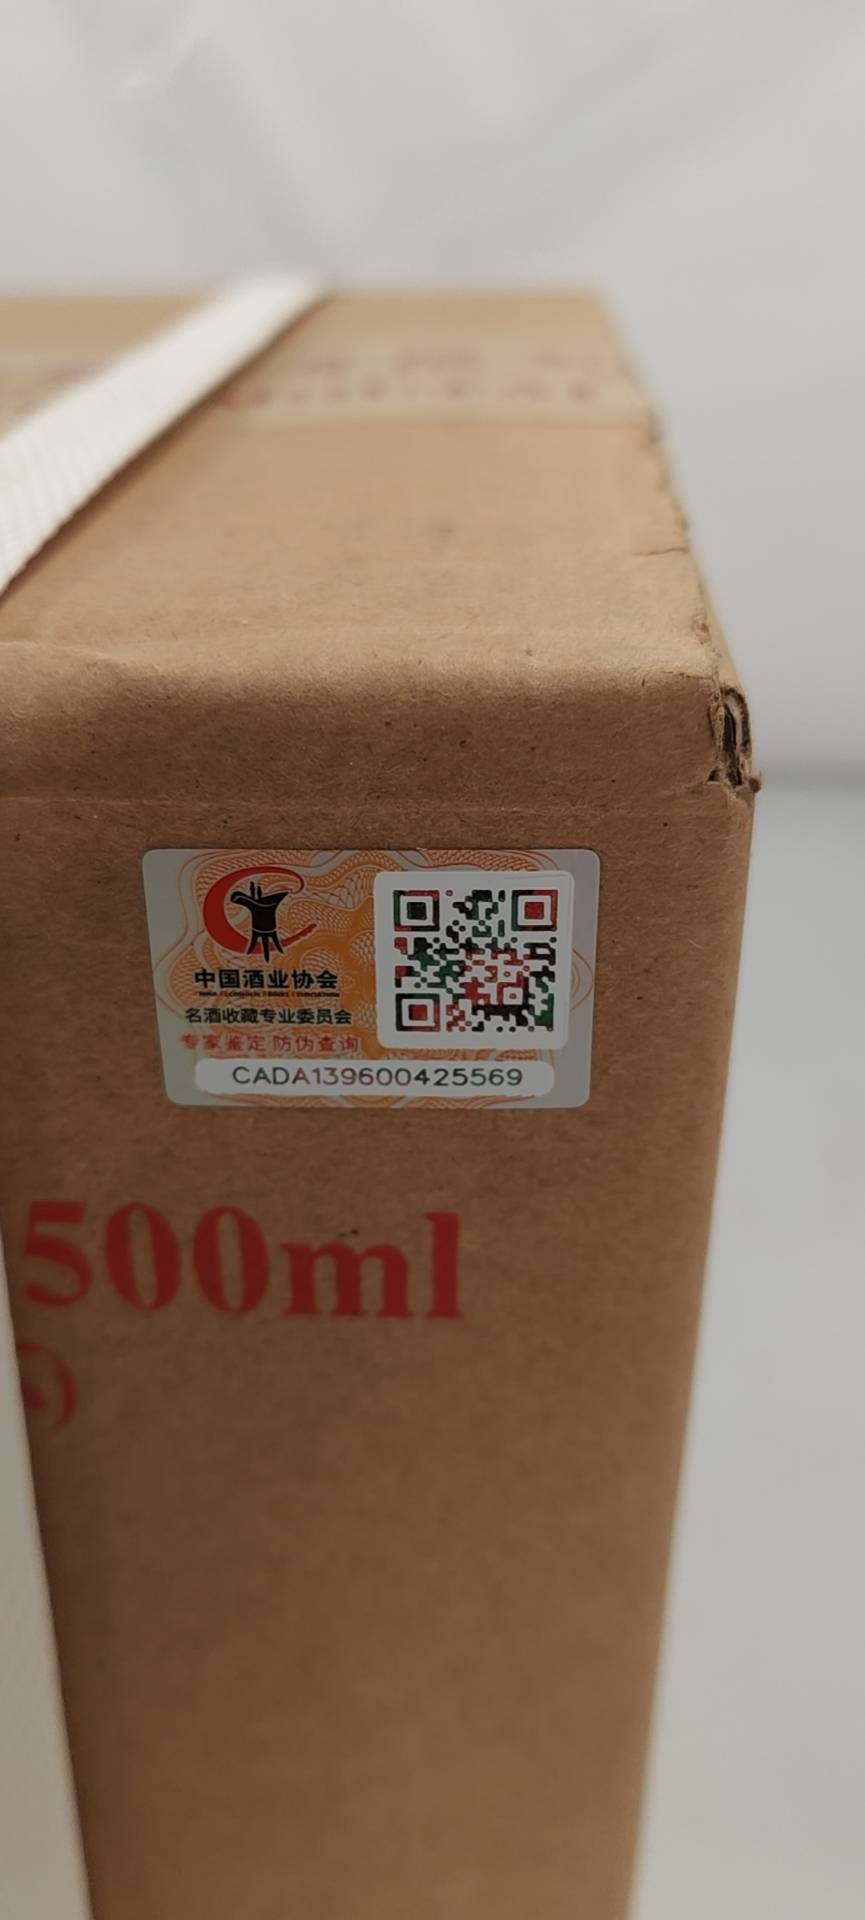 中国酒业协会
名酒收藏专业委员会
专家鉴定 防伪查询
CADA139600425569
500ml